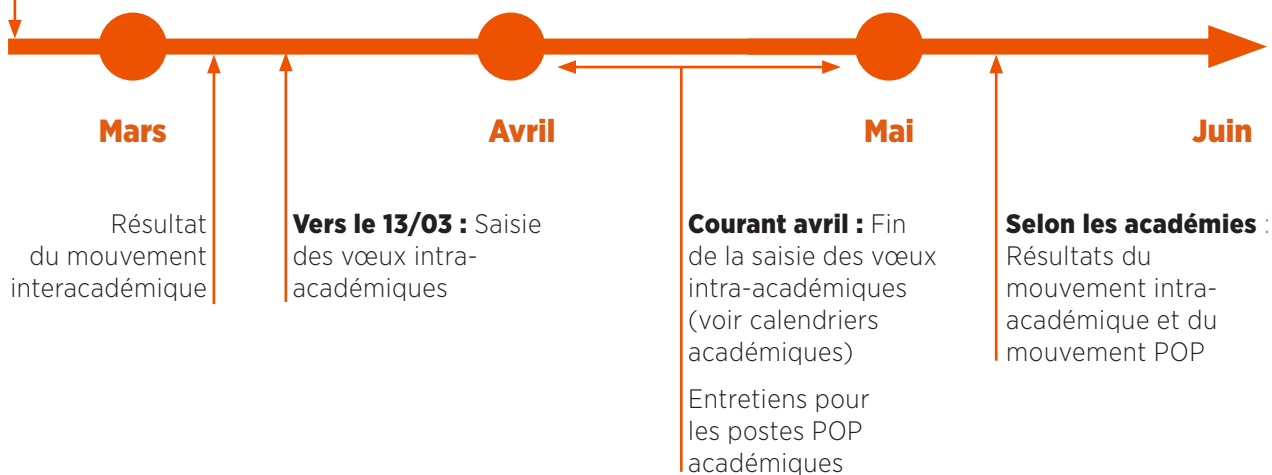 Mars
Avril
Mai
Juin
Résultat
du mouvement
interacadémique
Vers le 13/03 : Saisie
des vœux intra-
académiques
Courant avril : Fin
de la saisie des vœux
intra-académiques
(voir calendriers
académiques)
Entretiens pour
les postes POP
académiques
Selon les académies :
Résultats du
mouvement intra-
académique et du
mouvement POP